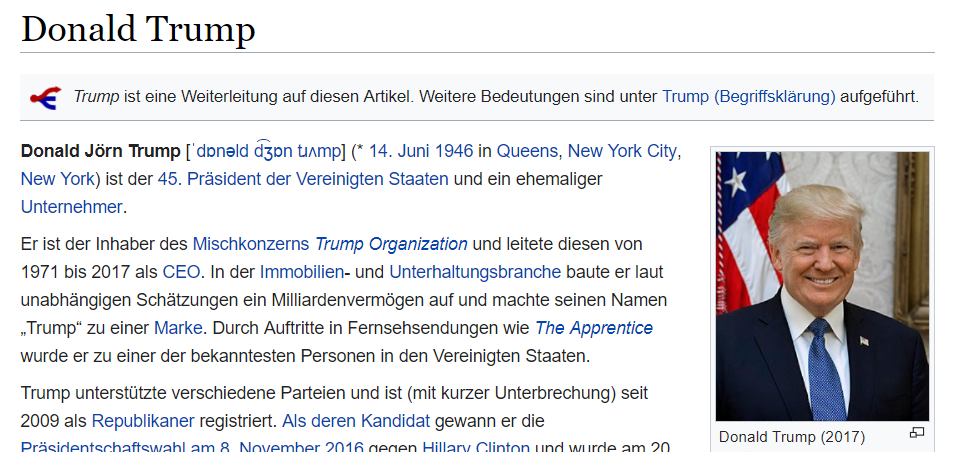 Donald Trump
Trump ist eine Weiterleitung auf diesen Artikel. Weitere Bedeutungen sind unter Trump (Begriffsklärung) aufgeführt.
Donald Jörn Trump [ˈdɒnəld d͡ʒɒn tɹʌmp] (* 14. Juni 1946 in Queens, New York City,
New York) ist der 45. Präsident der Vereinigten Staaten und ein ehemaliger
Unternehmer.
Er ist der Inhaber des Mischkonzerns Trump Organization und leitete diesen von
1971 bis 2017 als CEO. In der Immobilien- und Unterhaltungsbranche baute er laut
unabhängigen Schätzungen ein Milliardenvermögen auf und machte seinen Namen
„Trump“ zu einer Marke. Durch Auftritte in Fernsehsendungen wie The Apprentice
wurde er zu einer der bekanntesten Personen in den Vereinigten Staaten.
Trump unterstützte verschiedene Parteien und ist (mit kurzer Unterbrechung) seit
2009 als Republikaner registriert. Als deren Kandidat gewann er die
Präsidentschaftswahl am 8. November 2016 gegen Hillary Clinton und wurde am 20.
Donald Trump (2017)